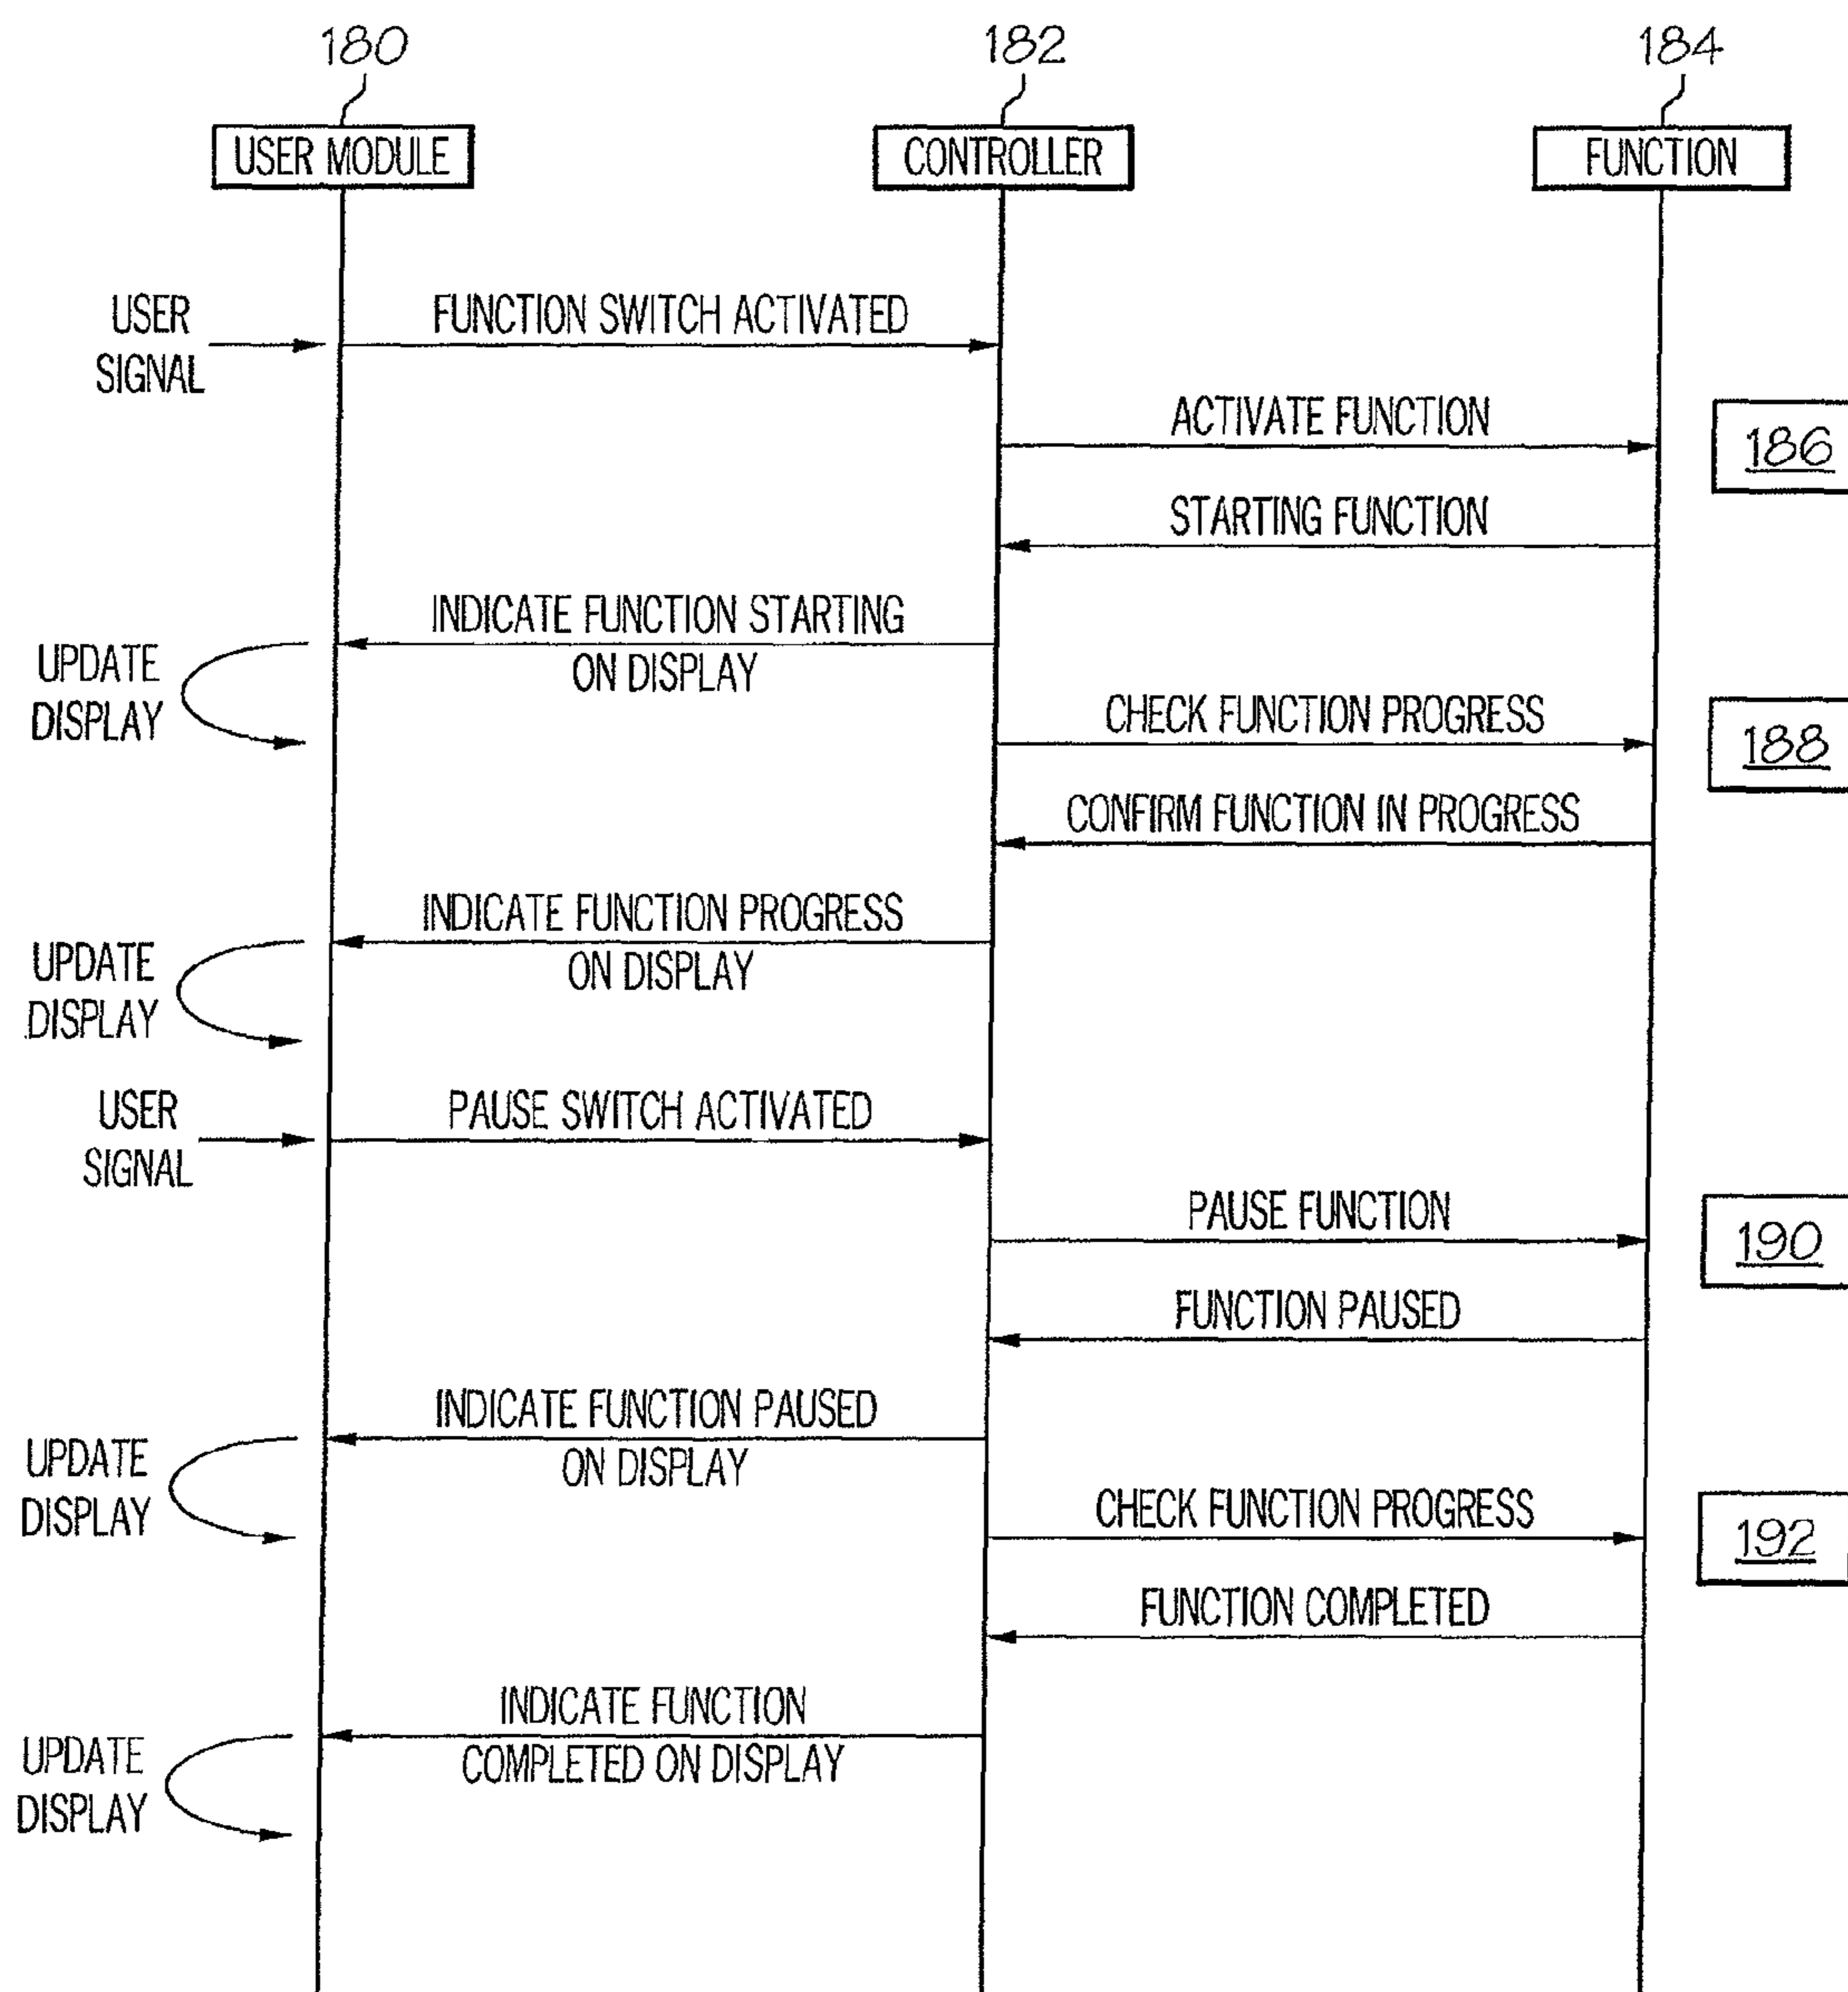 180
182
184
USER MODULE
CONTROLLER
FUNCTION
USER
SIGNAL
FUNCTION SWITCH ACTIVATED
ACTIVATE FUNCTION
186
STARTING FUNCTION
INDICATE FUNCTION STARTING
ON DISPLAY
UPDATE
DISPLAY
CHECK FUNCTION PROGRESS
188
CONFIRM FUNCTION IN PROGRESS
INDICATE FUNCTION PROGRESS
ON DISPLAY
UPDATE
DISPLAY
USER
SIGNAL
PAUSE SWITCH ACTIVATED
PAUSE FUNCTION
190
FUNCTION PAUSED
INDICATE FUNCTION PAUSED
ON DISPLAY
UPDATE
DISPLAY
CHECK FUNCTION PROGRESS
192
FUNCTION COMPLETED
INDICATE FUNCTION
COMPLETED ON DISPLAY
UPDATE
DISPLAY